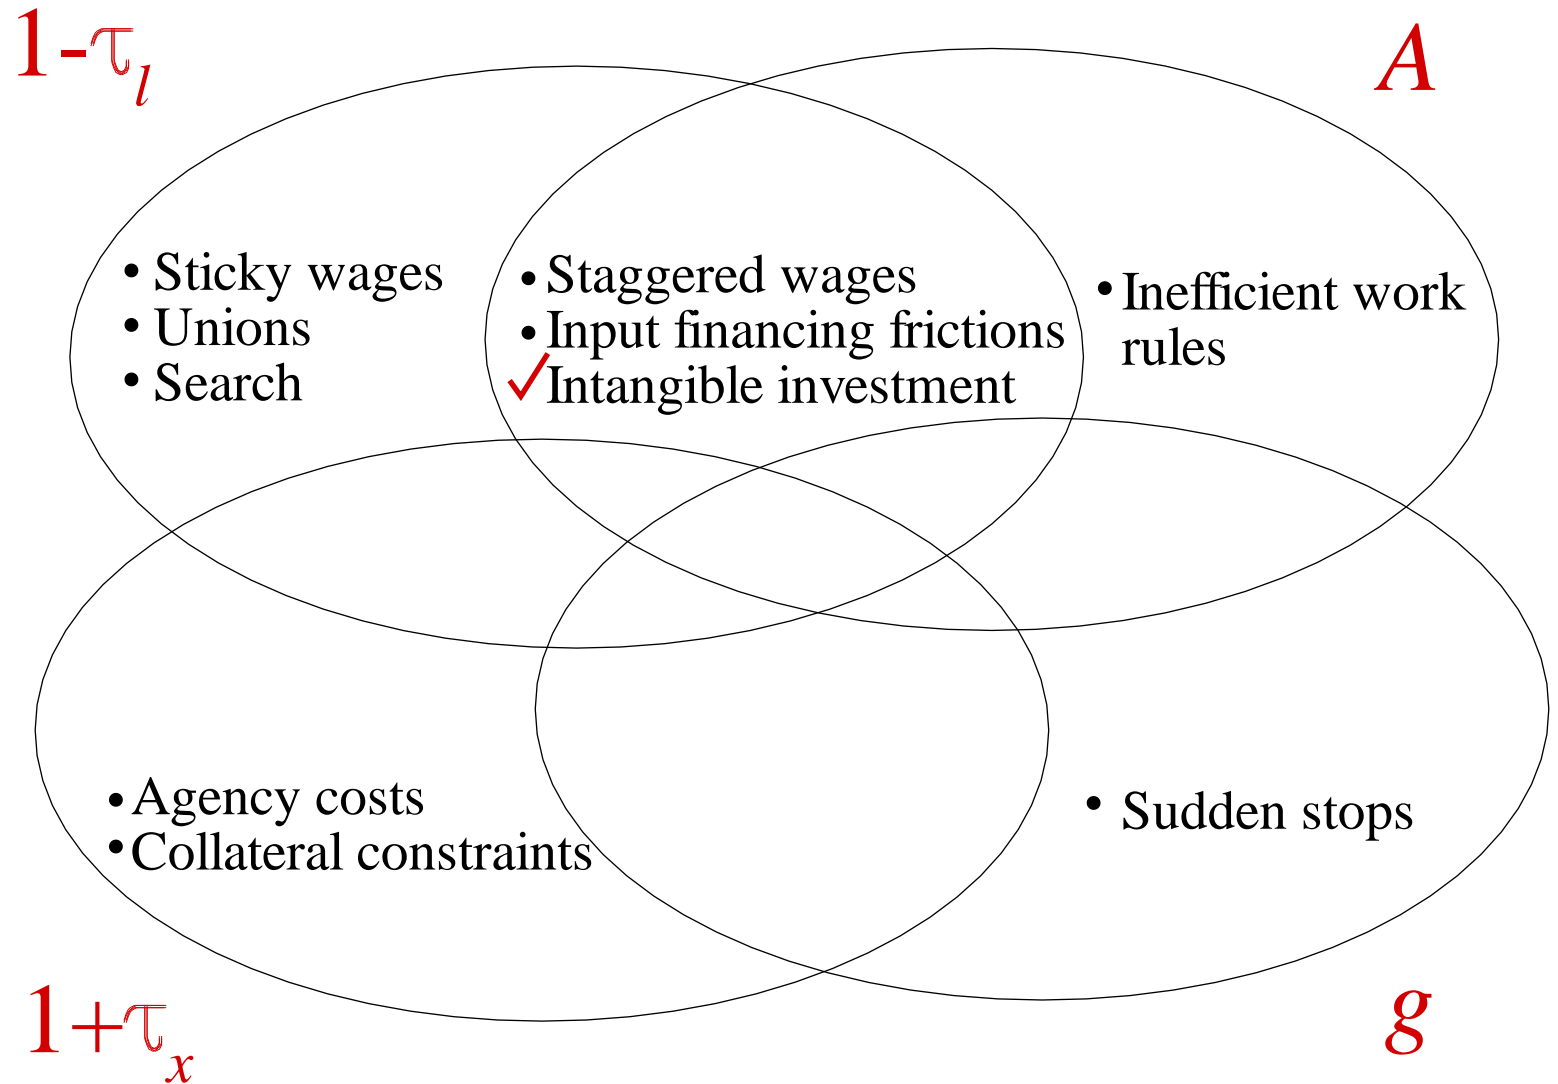 1-τl
A
• Sticky wages
• Unions
• Search
• Staggered wages
• Input financing frictions
✓ Intangible investment
• Inefficient work
rules
• Agency costs
• Collateral constraints
• Sudden stops
1+τx
g